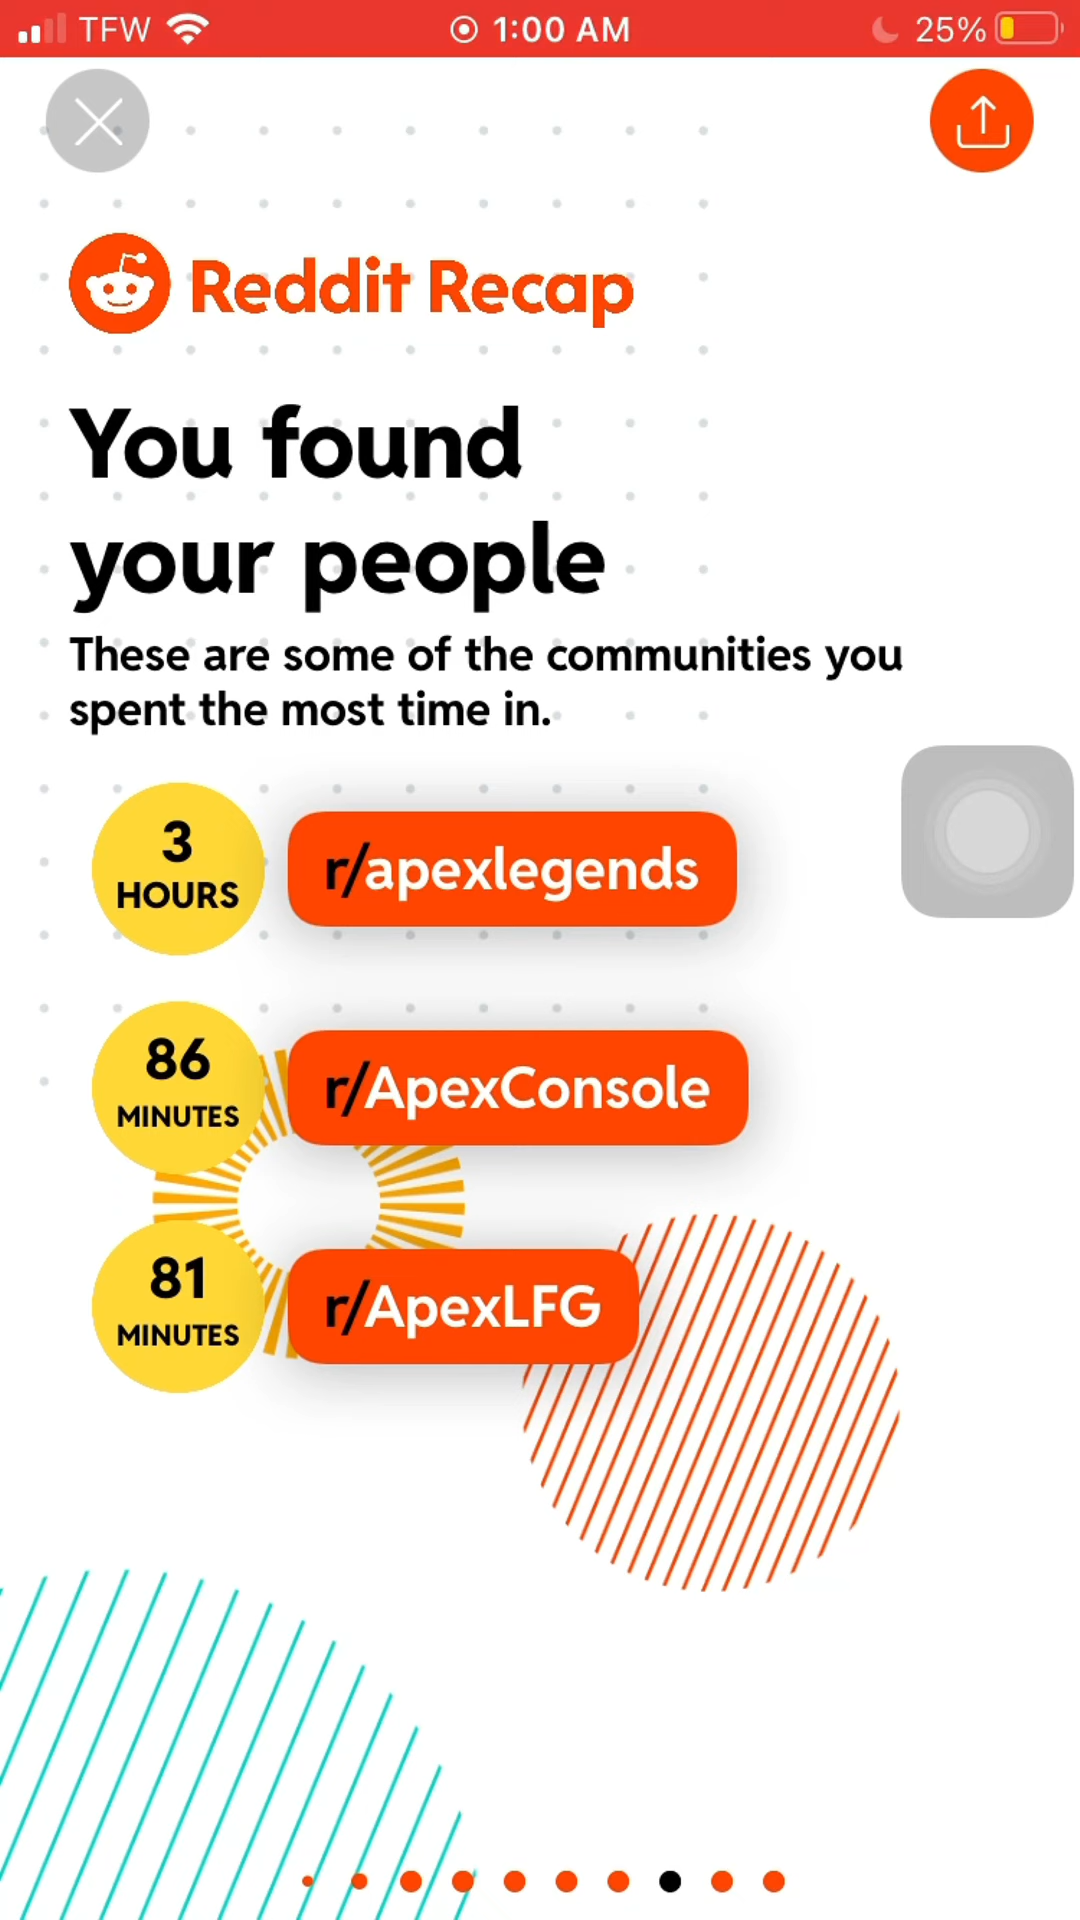 TFW 1:00 AM 25%
Reddit Recap
You found
your people
These are some of the communities you
spent the most time in.
3
HOURS
r/apexlegends
86
MINUTES
r/ApexConsole
81
MINUTES
r/ApexLFG